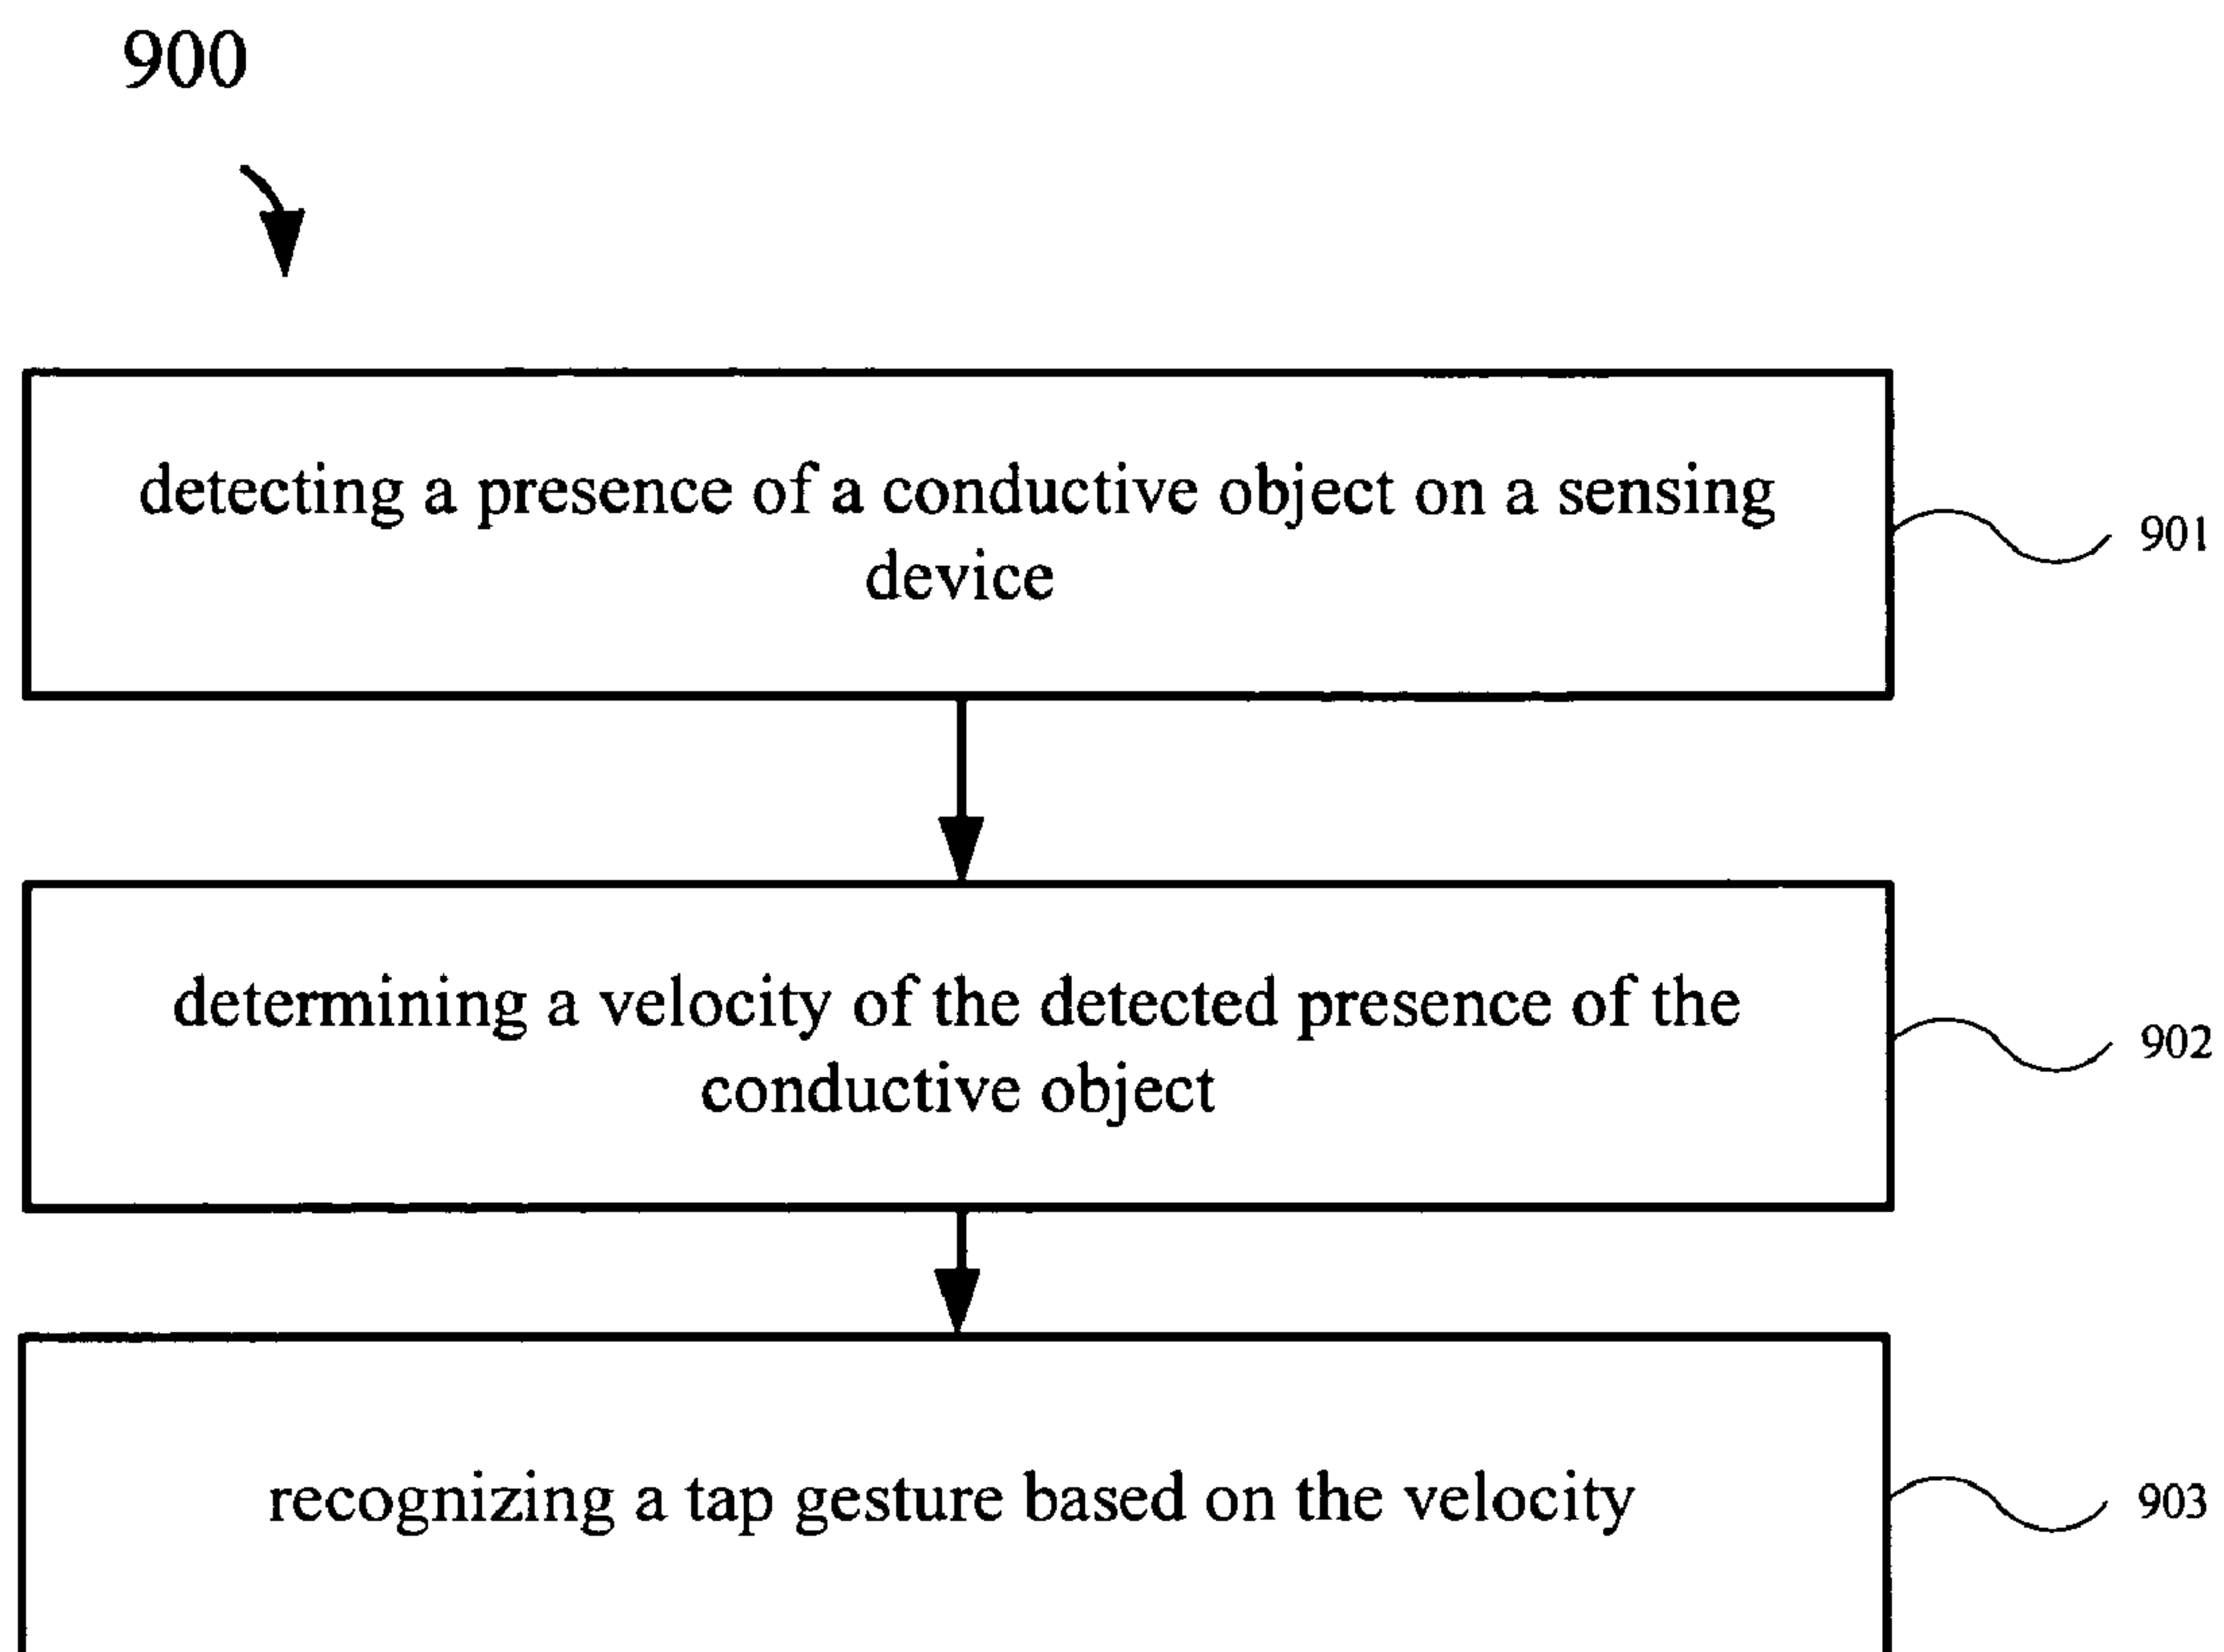 900
detecting a presence of a conductive object on a sensing
device
901
determining a velocity of the detected presence of the
conductive object
902
recognizing a tap gesture based on the velocity
903